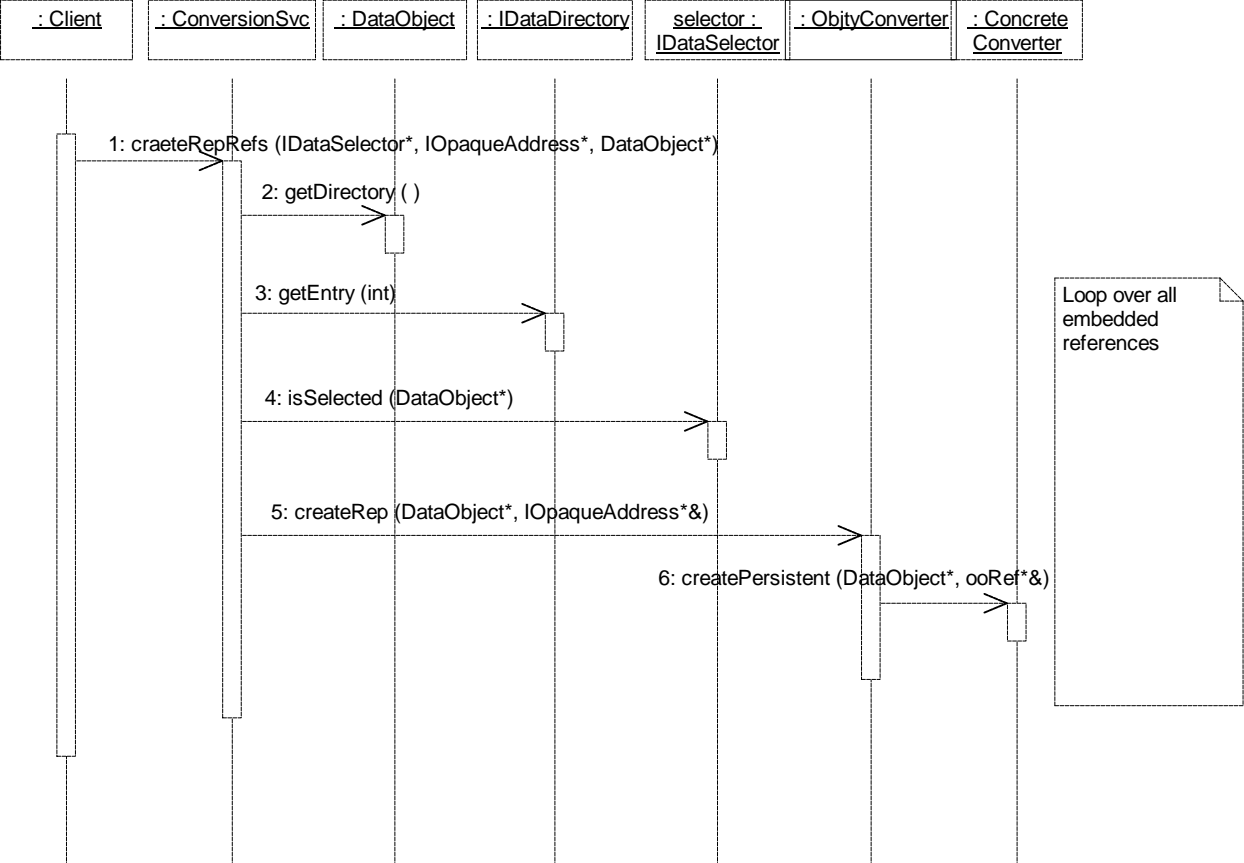 : Client
: ConversionSvc
: DataObject
: IDataDirectory
selector :
IDataSelector
: ObjtyConverter
: Concrete
Converter
1: craeteRepRefs (IDataSelector*, IOpaqueAddress*, DataObject*)
2: getDirectory ( )
3: getEntry (int)
Loop over all
embedded
references
4: isSelected (DataObject*)
5: createRep (DataObject*, IOpaqueAddress*&)
6: createPersistent (DataObject*, ooRef*&)